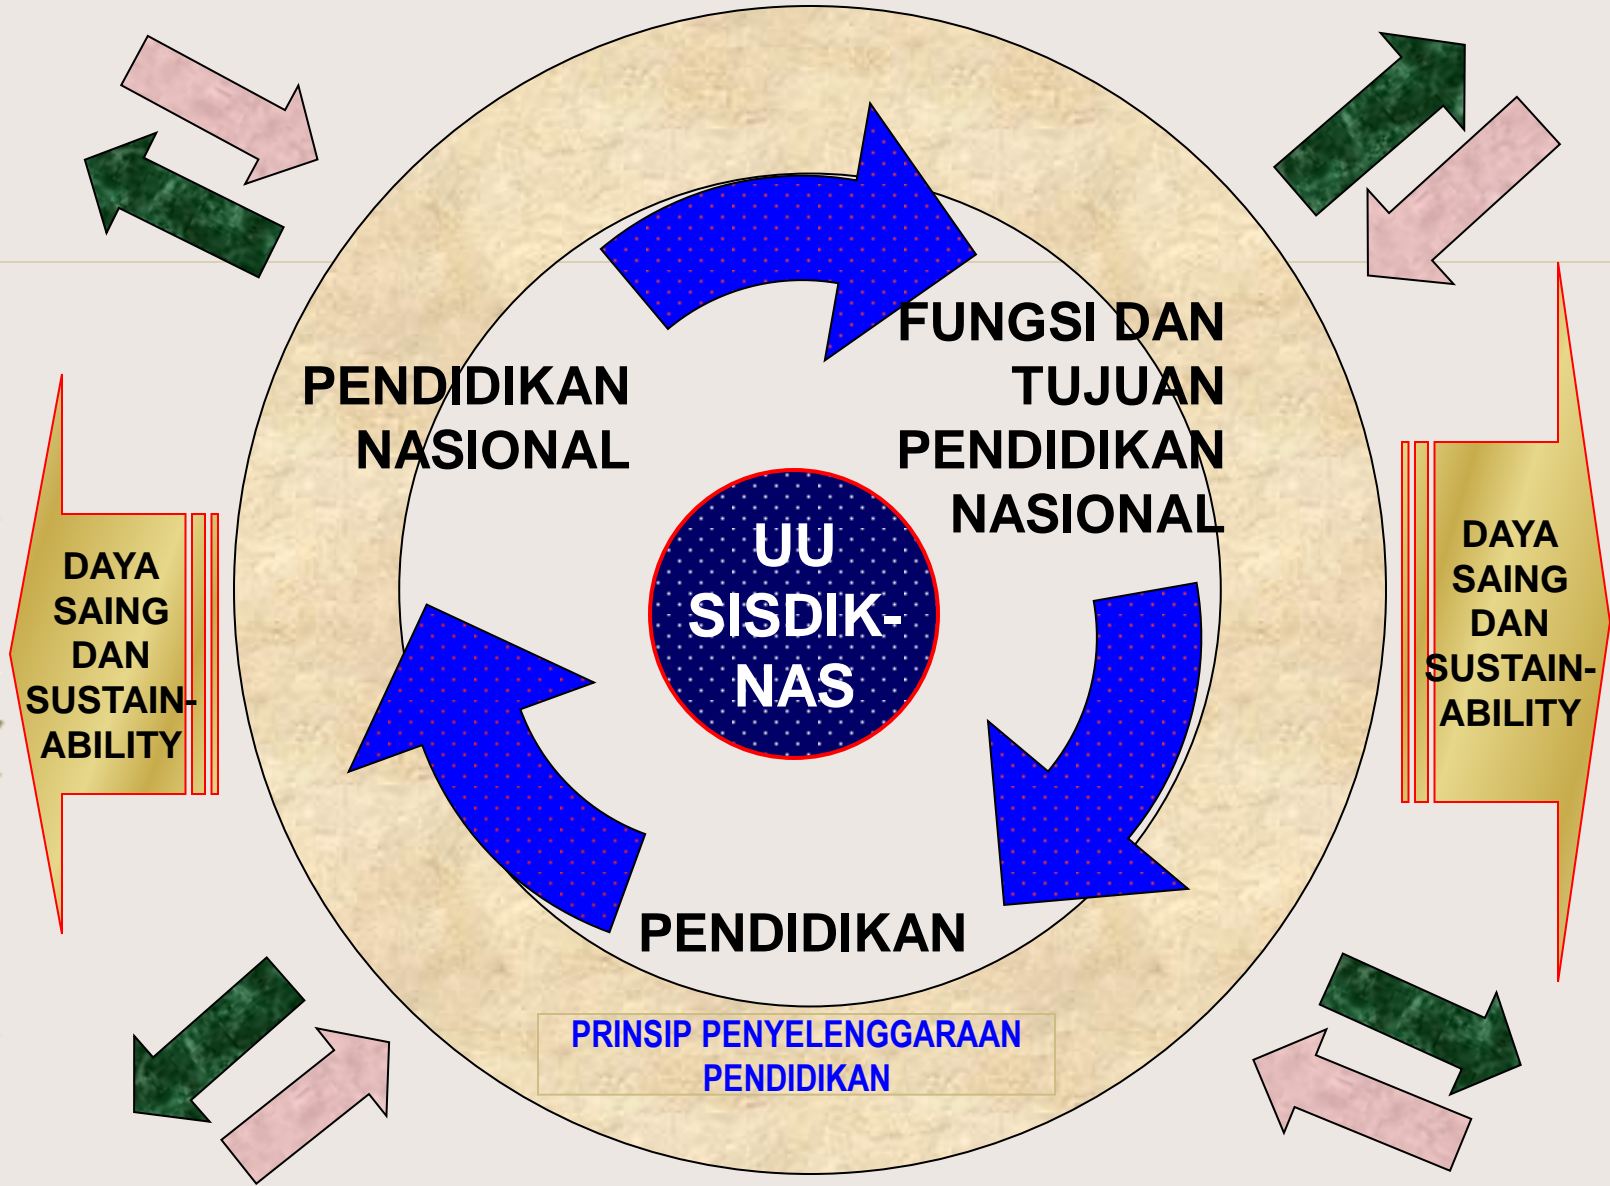 PENDIDIKAN
NASIONAL
FUNGSI DAN
TUJUAN
PENDIDIKAN
NASIONAL
UU
SISDIK-
NAS
DAYA
SAING
DAN
SUSTAIN-
ABILITY
DAYA
SAING
DAN
SUSTAIN-
ABILITY
PENDIDIKAN
PRINSIP PENYELENGGARAAN
PENDIDIKAN